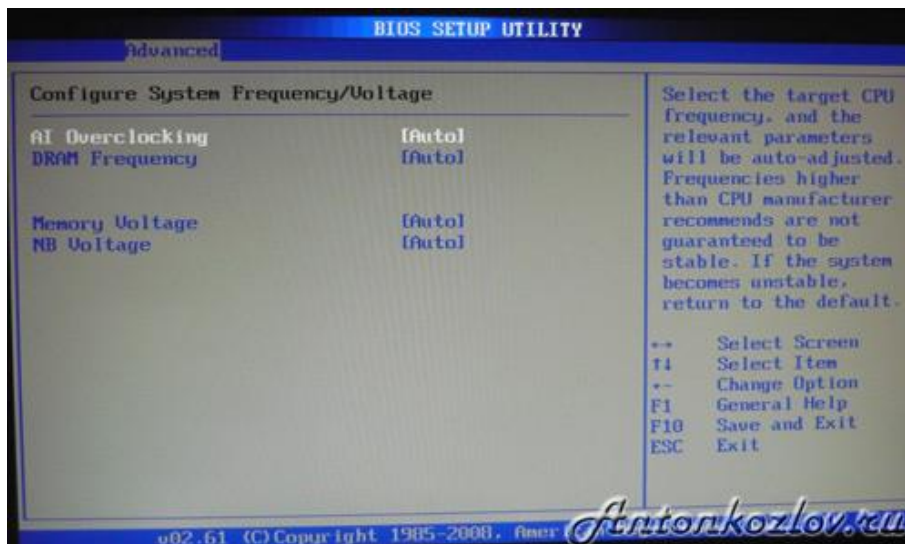 BIOS SETUP UTILITY
Advanced
Configure System Frequency/Voltage
AI Overclocking [Auto]
DRAM Frequency [Auto]
Memory Voltage [Auto]
NB Voltage [Auto]
Select the target CPU
frequency, and the
relevant parameters
will be auto-adjusted.
Frequencies higher
than CPU manufacturer
recommends are not
guaranteed to be
stable. If the system
becomes unstable,
return to the default.
←→ Select Screen
↑↓ Select Item
+- Change Option
F1 General Help
F10 Save and Exit
ESC Exit
v02.61 (C)Copyright 1985-2008, Amer
Antonkozlov.ru